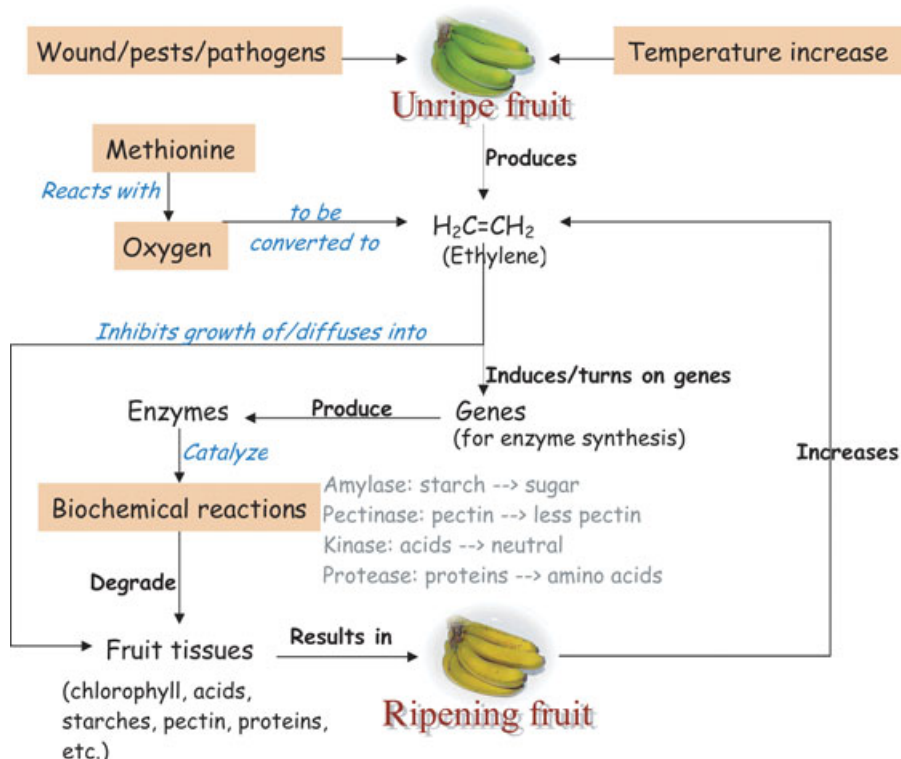 Wound/pests/pathogens
Temperature increase
Unripe fruit
Methionine
Produces
Reacts with
Oxygen
to be
converted to
H₂C=CH₂
(Ethylene)
Inhibits growth of/diffuses into
Induces/turns on genes
Enzymes
Produce
Genes
(for enzyme synthesis)
Catalyze
Increases
Biochemical reactions
Amylase: starch --> sugar
Pectinase: pectin --> less pectin
Kinase: acids --> neutral
Protease: proteins --> amino acids
Degrade
Fruit tissues
Results in
(chlorophyll, acids,
starches, pectin, proteins,
etc.)
Ripening fruit